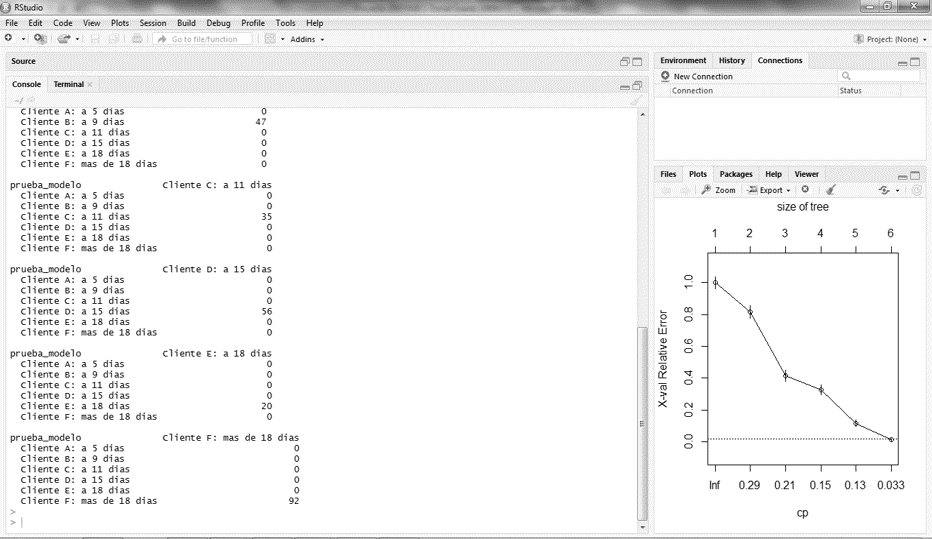 RStudio
File Edit Code View Plots Session Build Debug Profile Tools Help
Go to file/function
Addins
Project: (None)
Source
Console Terminal
~/
Cliente A: a 5 dias 0
Cliente B: a 9 dias 47
Cliente C: a 11 dias 0
Cliente D: a 15 dias 0
Cliente E: a 18 dias 0
Cliente F: mas de 18 dias 0
prueba_modelo Cliente C: a 11 dias
Cliente A: a 5 dias 0
Cliente B: a 9 dias 0
Cliente C: a 11 dias 35
Cliente D: a 15 dias 0
Cliente E: a 18 dias 0
Cliente F: mas de 18 dias 0
prueba_modelo Cliente D: a 15 dias
Cliente A: a 5 dias 0
Cliente B: a 9 dias 0
Cliente C: a 11 dias 0
Cliente D: a 15 dias 56
Cliente E: a 18 dias 0
Cliente F: mas de 18 dias 0
prueba_modelo Cliente E: a 18 dias
Cliente A: a 5 dias 0
Cliente B: a 9 dias 0
Cliente C: a 11 dias 0
Cliente D: a 15 dias 0
Cliente E: a 18 dias 20
Cliente F: mas de 18 dias 0
prueba_modelo Cliente F: mas de 18 dias
Cliente A: a 5 dias 0
Cliente B: a 9 dias 0
Cliente C: a 11 dias 0
Cliente D: a 15 dias 0
Cliente E: a 18 dias 0
Cliente F: mas de 18 dias 92
>
>
Environment History Connections
New Connection
Connection Status
Files Plots Packages Help Viewer
Zoom Export
size of tree
1 2 3 4 5 6
X-val Relative Error
1.0
0.8
0.6
0.4
0.2
0.0
Inf 0.29 0.21 0.15 0.13 0.033
cp